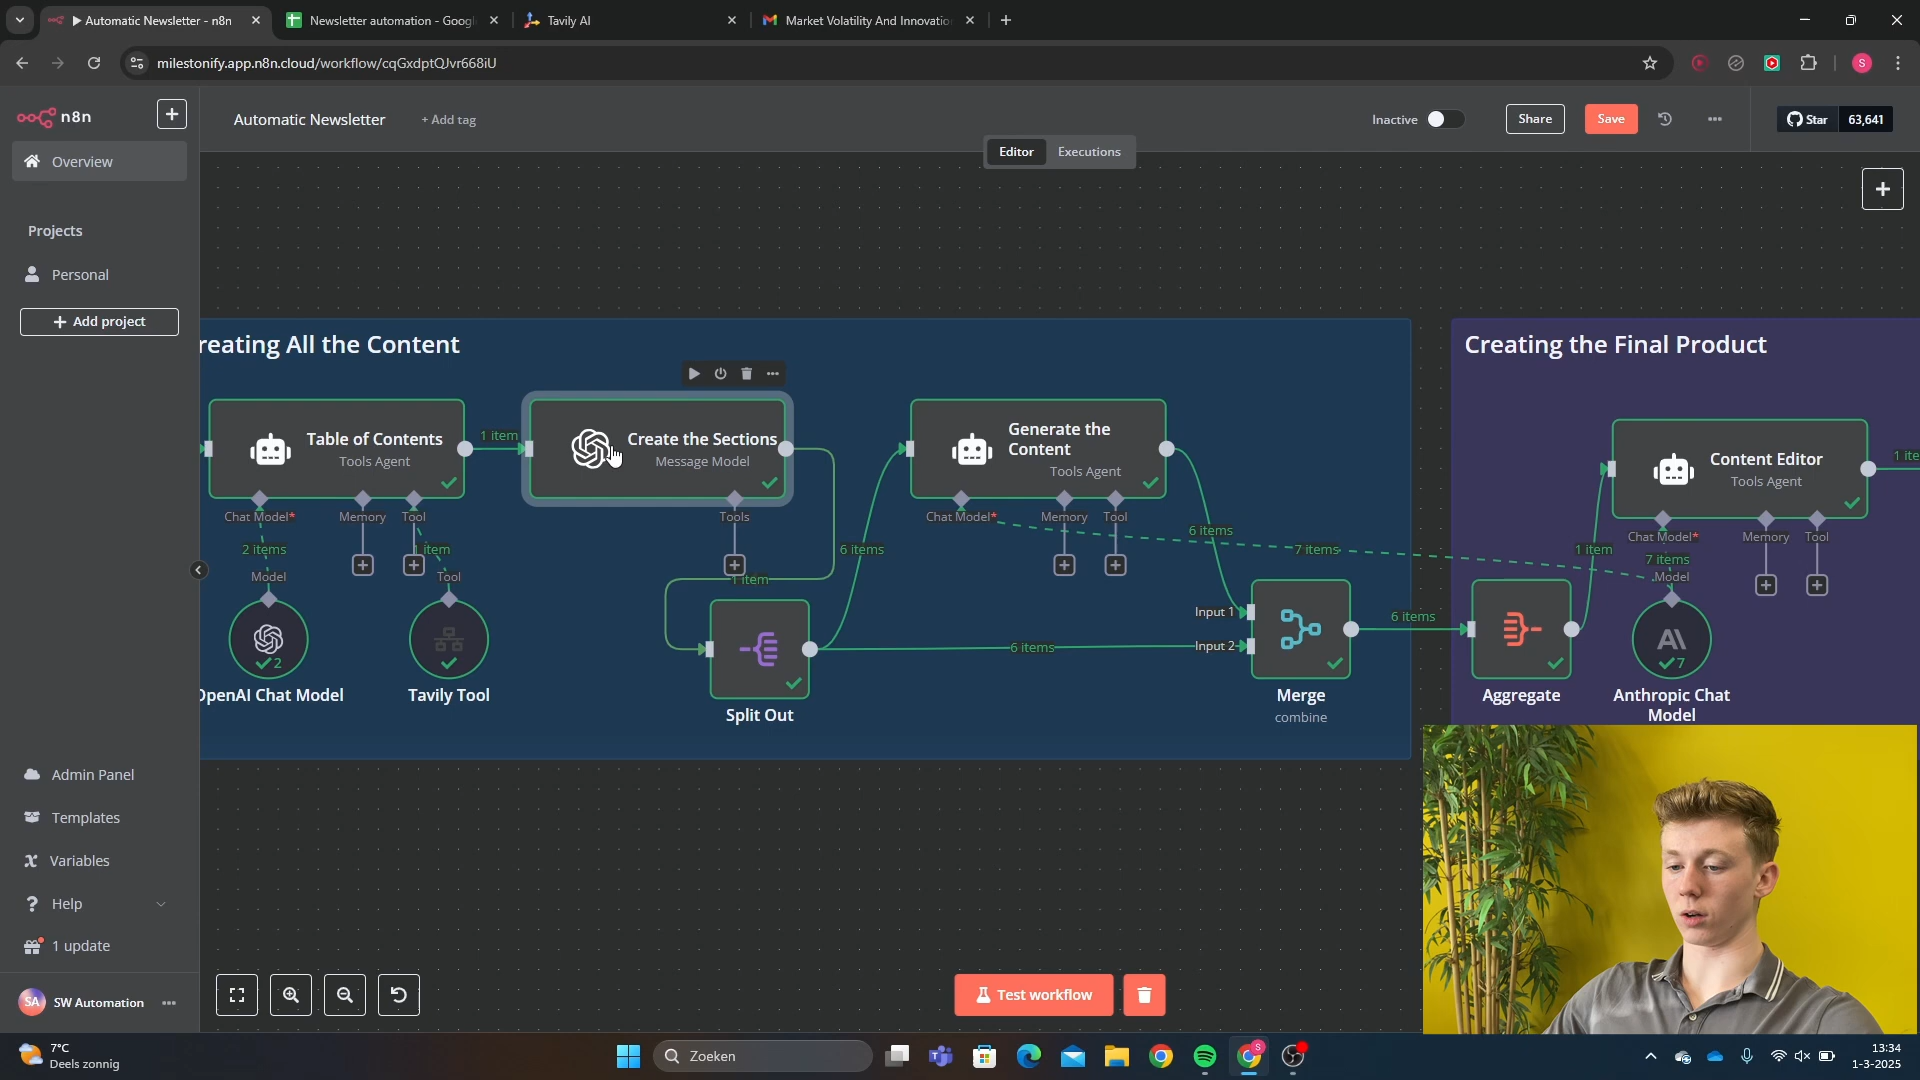 Automatic Newsletter - n8n
Newsletter automation - Googl
Tavily AI
Market Volatility And Innovatio
milestonify.app.n8n.cloud/workflow/cqGxdptQJvr668iU
n8n
Automatic Newsletter
+ Add tag
Inactive
Share
Save
Star
63,641
Editor
Executions
Overview
Projects
Personal
Add project
reating All the Content
Creating the Final Product
Table of Contents
Tools Agent
1 item
Create the Sections
Message Model
Generate the
Content
Tools Agent
Content Editor
Tools Agent
1 ite
Chat Model*
Memory
Tool
Tools
Chat Model*
Memory
Tool
Chat Model*
Memory
Tool
2 items
1 item
6 items
6 items
7 items
1 item
7 items
Model
Tool
1 item
Model
Input 1
Input 2
6 items
6 items
2
7
OpenAI Chat Model
Tavily Tool
Split Out
Merge
combine
Aggregate
Anthropic Chat
Model
Admin Panel
Templates
Variables
Help
1 update
SA
SW Automation
Test workflow
7°C
Deels zonnig
Zoeken
13:34
1-3-2025
S